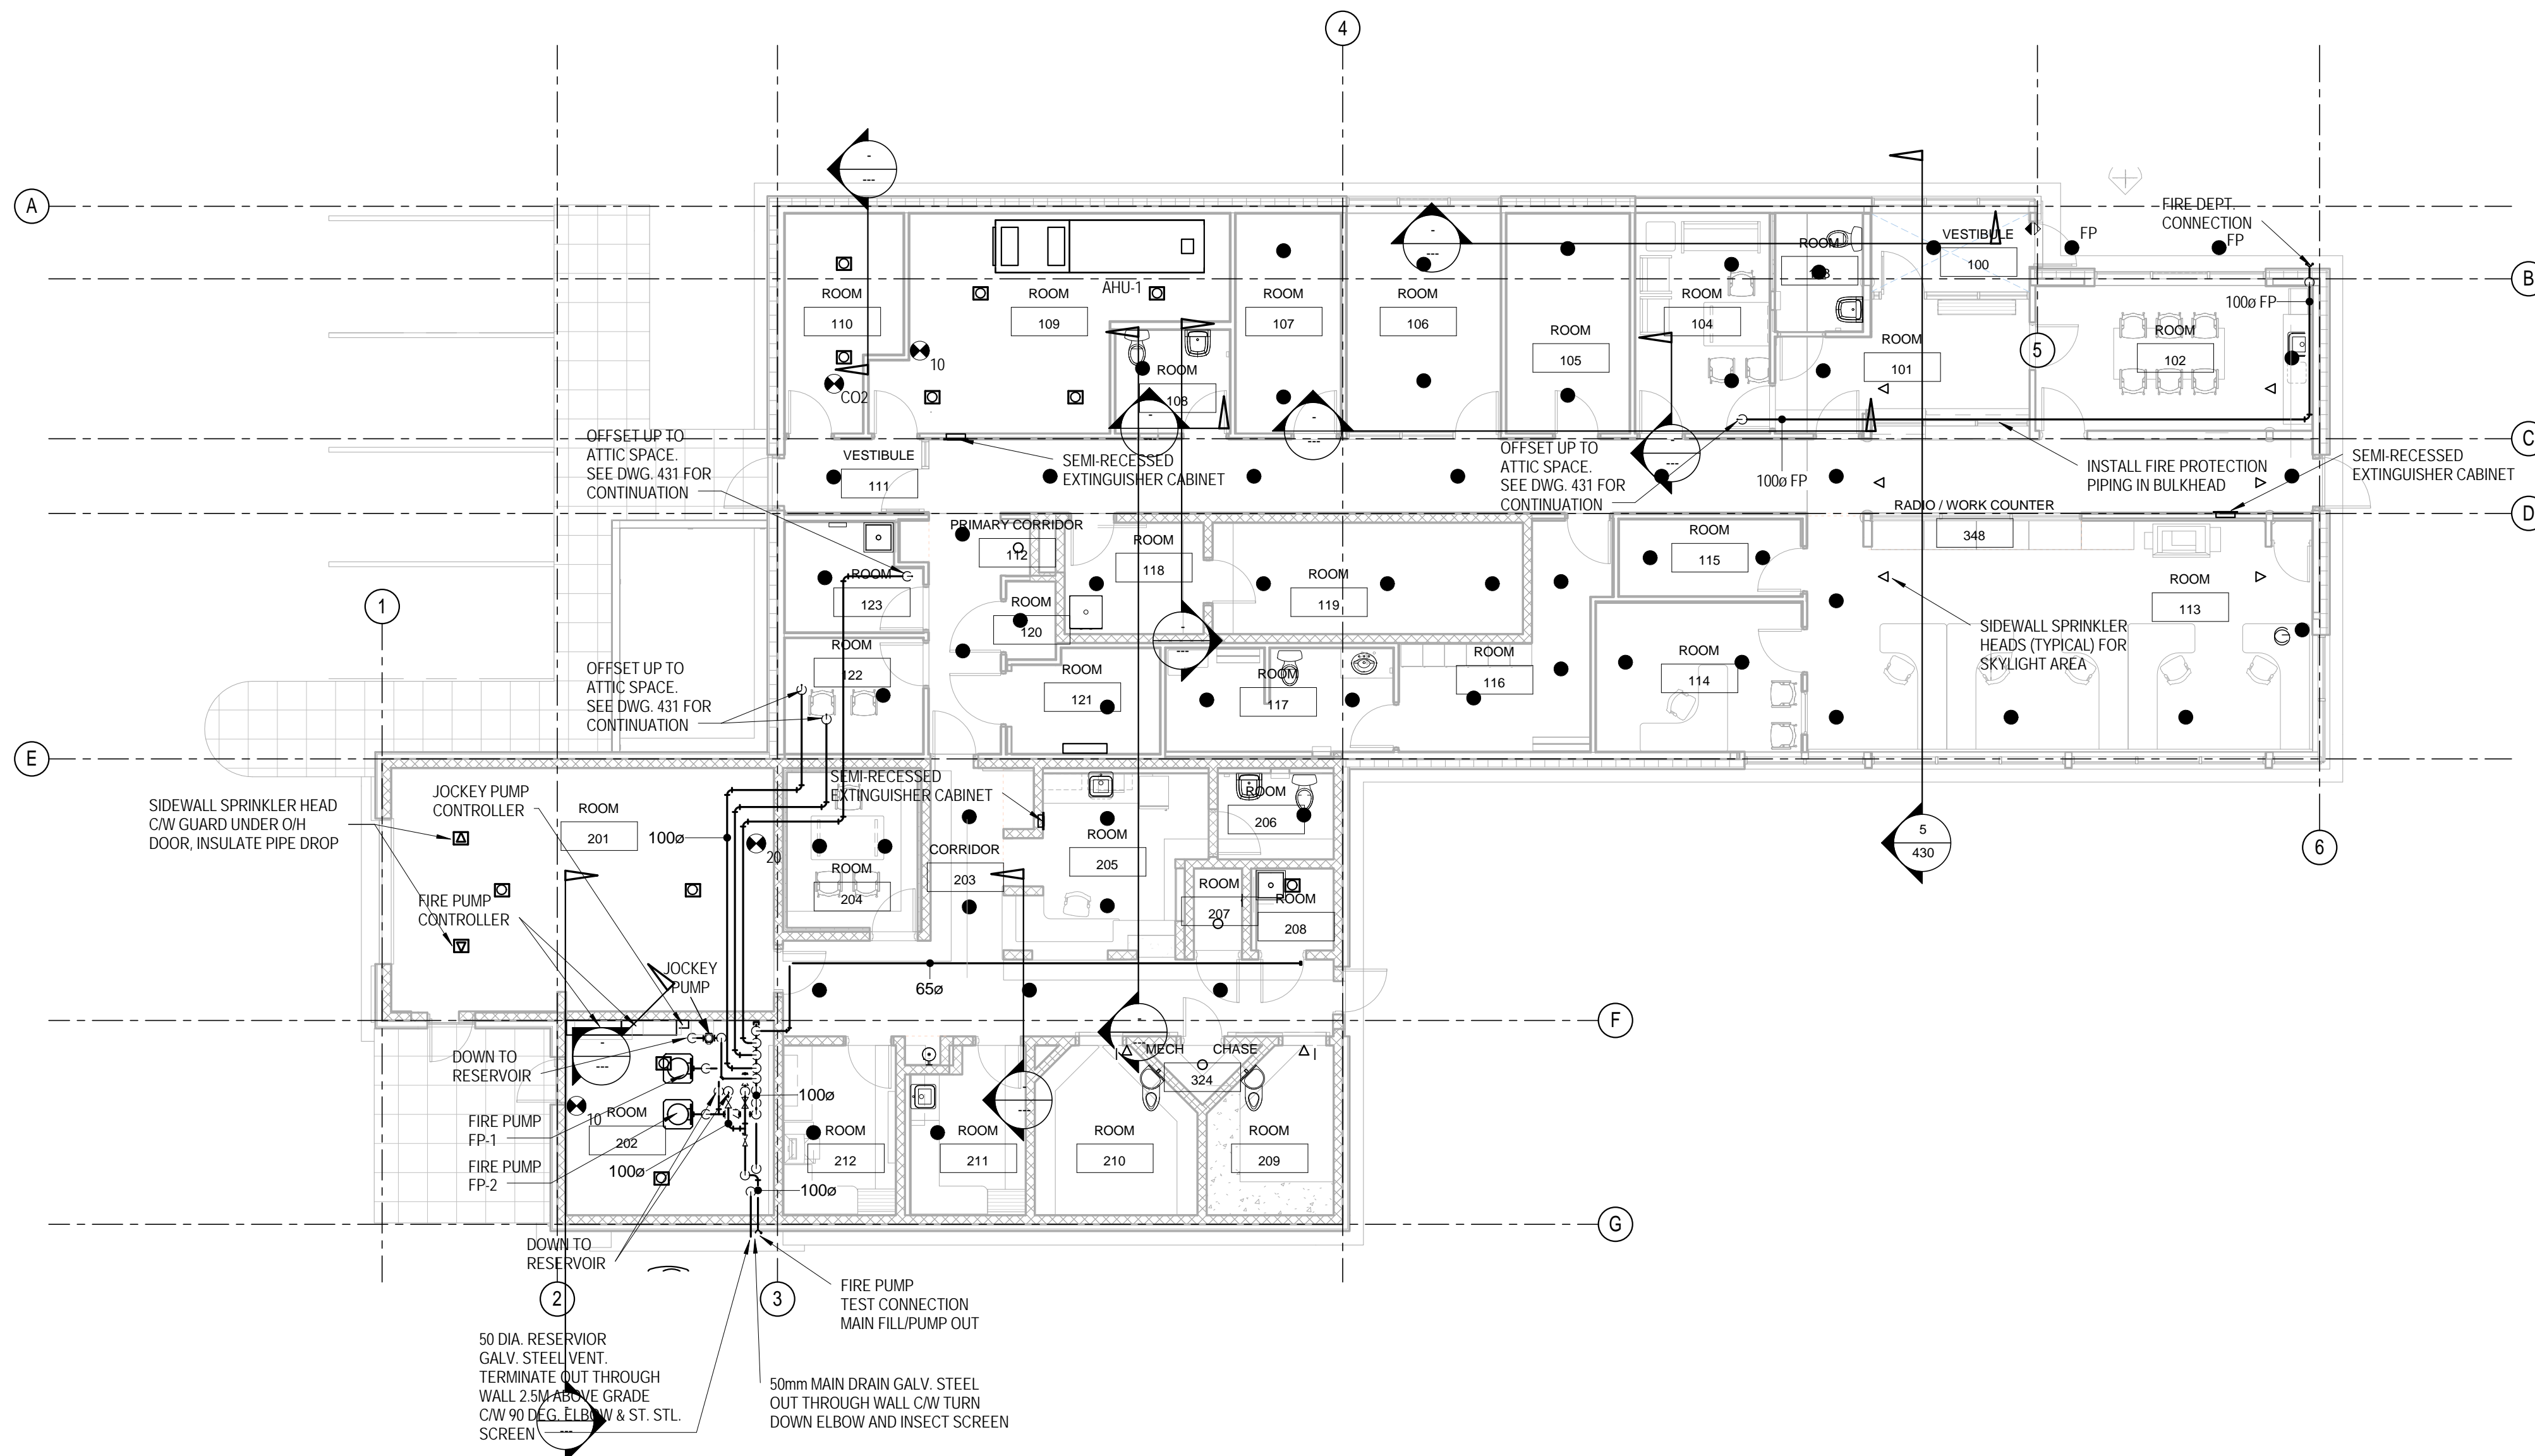 4
A
B
C
D
E
F
G
1
2
3
5
6
-
---
FIRE DEPT.
CONNECTION
FP
FP
100ø FP
VESTIBULE
100
ROOM
110
ROOM
109
AHU-1
ROOM
107
ROOM
106
-
---
ROOM
105
ROOM
104
ROOM
ROOM
101
ROOM
102
10
CO2
ROOM
108
-
---
-
---
-
---
OFFSET UP TO
ATTIC SPACE.
SEE DWG. 431 FOR
CONTINUATION
VESTIBULE
111
SEMI-RECESSED
EXTINGUISHER CABINET
OFFSET UP TO
ATTIC SPACE.
SEE DWG. 431 FOR
CONTINUATION
100ø FP
INSTALL FIRE PROTECTION
PIPING IN BULKHEAD
SEMI-RECESSED
EXTINGUISHER CABINET
RADIO / WORK COUNTER
348
PRIMARY CORRIDOR
112
ROOM
118
ROOM
119
ROOM
115
ROOM
113
ROOM
123
ROOM
120
SIDEWALL SPRINKLER
HEADS (TYPICAL) FOR
SKYLIGHT AREA
-
---
ROOM
122
ROOM
121
ROOM
117
ROOM
116
ROOM
114
OFFSET UP TO
ATTIC SPACE.
SEE DWG. 431 FOR
CONTINUATION
SEMI-RECESSED
EXTINGUISHER CABINET
JOCKEY PUMP
CONTROLLER
SIDEWALL SPRINKLER HEAD
C/W GUARD UNDER O/H
DOOR, INSULATE PIPE DROP
ROOM
201
100ø
20
ROOM
204
CORRIDOR
203
ROOM
205
ROOM
206
ROOM
207
ROOM
208
5
430
FIRE PUMP
CONTROLLER
JOCKEY
PUMP
65ø
-
---
-
---
-
---
DOWN TO
RESERVOIR
MECH CHASE
324
FIRE PUMP
FP-1
10
ROOM
202
100ø
FIRE PUMP
FP-2
100ø
100ø
ROOM
212
ROOM
211
ROOM
210
ROOM
209
DOWN TO
RESERVOIR
FIRE PUMP
TEST CONNECTION
MAIN FILL/PUMP OUT
50 DIA. RESERVIOR
GALV. STEEL VENT.
TERMINATE OUT THROUGH
WALL 2.5M ABOVE GRADE
C/W 90 DEG. ELBOW & ST. STL.
SCREEN
-
---
50mm MAIN DRAIN GALV. STEEL
OUT THROUGH WALL C/W TURN
DOWN ELBOW AND INSECT SCREEN